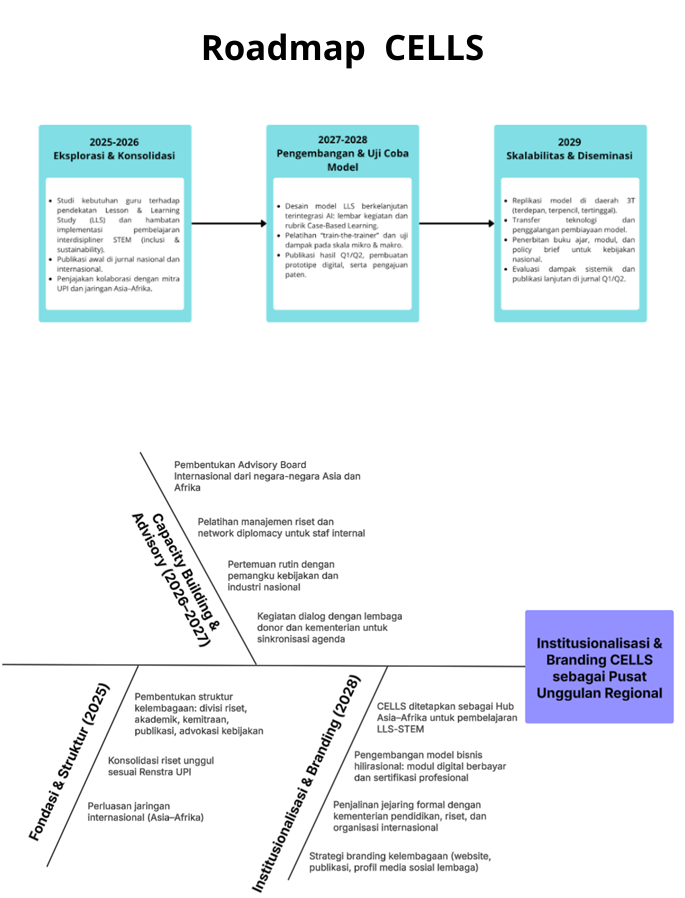 Roadmap CELLS
2025-2026
Eksplorasi & Konsolidasi
• Studi kebutuhan guru terhadap
pendekatan Lesson & Learning
Study (LLS) dan hambatan
implementasi pembelajaran
interdisipliner STEM (inclusi &
sustainability).
• Publikasi awal di jurnal nasional dan
internasional.
• Penjajakan kolaborasi dengan mitra
UPI dan jaringan Asia–Afrika.
2027-2028
Pengembangan & Uji Coba
Model
• Desain model LLS berkelanjutan
terintegrasi AI: lembar kegiatan dan
rubrik Case-Based Learning.
• Pelatihan “train-the-trainer” dan uji
dampak pada skala mikro & makro.
• Publikasi hasil Q1/Q2, pembuatan
prototipe digital, serta pengajuan
paten.
2029
Skalabilitas & Diseminasi
• Replikasi model di daerah 3T
(terdepan, terpencil, tertinggal).
• Transfer teknologi dan
penggalangan pembiayaan model.
• Penerbitan buku ajar, modul, dan
policy brief untuk kebijakan
nasional.
• Evaluasi dampak sistemik dan
publikasi lanjutan di jurnal Q1/Q2.
Capacity Building &
Advisory (2026–2027)
Pembentukan Advisory Board
Internasional dari negara-negara Asia dan
Afrika
Pelatihan manajemen riset dan
network diplomacy untuk staf internal
Pertemuan rutin dengan
pemangku kebijakan dan
industri nasional
Kegiatan dialog dengan lembaga
donor dan kementerian untuk
sinkronisasi agenda
Institusionalisasi &
Branding CELLS
sebagai Pusat
Unggulan Regional
Fondasi & Struktur (2025)
Pembentukan struktur
kelembagaan: divisi riset,
akademik, kemitraan,
publikasi, advokasi kebijakan
Konsolidasi riset unggul
sesuai Renstra UPI
Perluasan jaringan
internasional (Asia–Afrika)
Institusionalisasi & Branding (2028)
CELLS ditetapkan sebagai Hub
Asia–Afrika untuk pembelajaran
LLS-STEM
Pengembangan model bisnis
hilirasional: modul digital berbayar
dan sertifikasi profesional
Penjalinan jejaring formal dengan
kementerian pendidikan, riset, dan
organisasi internasional
Strategi branding kelembagaan (website,
publikasi, profil media sosial lembaga)